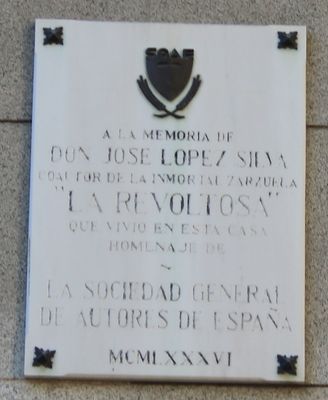 SGAE
A LA MEMORIA DE
DON JOSE LOPEZ SILVA
COAUTOR DE LA INMORTAL ZARZUELA
"LA REVOLTOSA"
QUE VIVIO EN ESTA CASA
HOMENAJE DE
~
LA SOCIEDAD GENERAL
DE AUTORES DE ESPAÑA
MCMLXXXVI